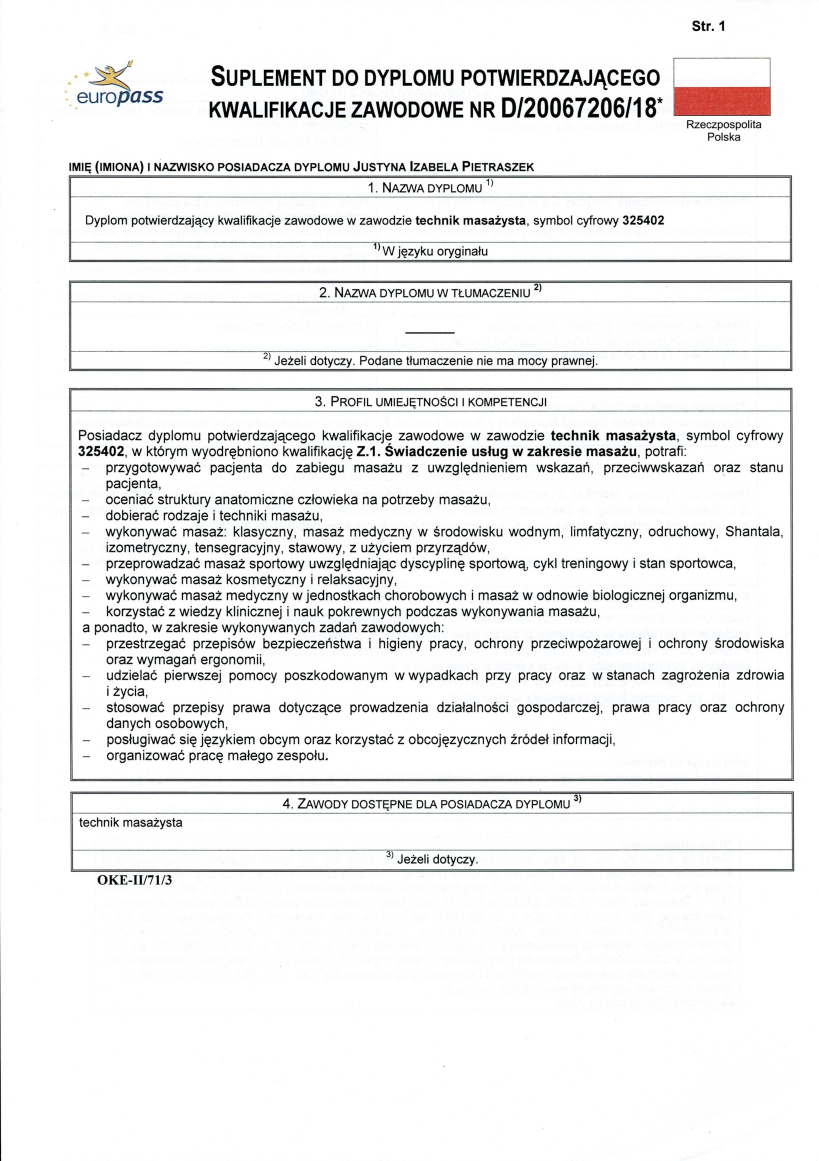 Str. 1
europass
SUPLEMENT DO DYPLOMU POTWIERDZAJĄCEGO
KWALIFIKACJE ZAWODOWE NR D/20067206/18*
Rzeczpospolita
Polska
IMIĘ (IMIONA) I NAZWISKO POSIADACZA DYPLOMU JUSTYNA IZABELA PIETRASZEK
1. NAZWA DYPLOMU 1)
Dyplom potwierdzający kwalifikacje zawodowe w zawodzie technik masażysta, symbol cyfrowy 325402
1) W języku oryginału
2. NAZWA DYPLOMU W TŁUMACZENIU 2)
2) Jeżeli dotyczy. Podane tłumaczenie nie ma mocy prawnej.
3. PROFIL UMIEJĘTNOŚCI I KOMPETENCJI
Posiadacz dyplomu potwierdzającego kwalifikacje zawodowe w zawodzie technik masażysta, symbol cyfrowy
325402, w którym wyodrębniono kwalifikację Z.1. Świadczenie usług w zakresie masażu, potrafi:
– przygotowywać pacjenta do zabiegu masażu z uwzględnieniem wskazań, przeciwwskazań oraz stanu
pacjenta,
– oceniać struktury anatomiczne człowieka na potrzeby masażu,
– dobierać rodzaje i techniki masażu,
– wykonywać masaż: klasyczny, masaż medyczny w środowisku wodnym, limfatyczny, odruchowy, Shantala,
izometryczny, tensegracyjny, stawowy, z użyciem przyrządów,
– przeprowadzać masaż sportowy uwzględniając dyscyplinę sportową, cykl treningowy i stan sportowca,
– wykonywać masaż kosmetyczny i relaksacyjny,
– wykonywać masaż medyczny w jednostkach chorobowych i masaż w odnowie biologicznej organizmu,
– korzystać z wiedzy klinicznej i nauk pokrewnych podczas wykonywania masażu,
a ponadto, w zakresie wykonywanych zadań zawodowych:
– przestrzegać przepisów bezpieczeństwa i higieny pracy, ochrony przeciwpożarowej i ochrony środowiska
oraz wymagań ergonomii,
– udzielać pierwszej pomocy poszkodowanym w wypadkach przy pracy oraz w stanach zagrożenia zdrowia
i życia,
– stosować przepisy prawa dotyczące prowadzenia działalności gospodarczej, prawa pracy oraz ochrony
danych osobowych,
– posługiwać się językiem obcym oraz korzystać z obcojęzycznych źródeł informacji,
– organizować pracę małego zespołu.
4. ZAWODY DOSTĘPNE DLA POSIADACZA DYPLOMU 3)
technik masażysta
3) Jeżeli dotyczy.
OKE-II/71/3